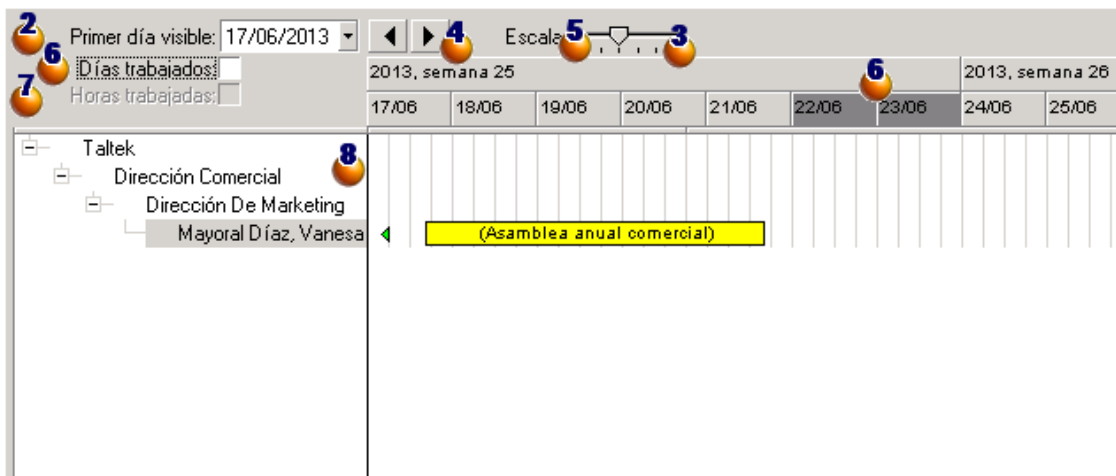 2 Primer día visible: 17/06/2013 4 Escala 5 3
6 Días trabajados:
7 Horas trabajadas:
2013, semana 25 6 2013, semana 26
17/06 18/06 19/06 20/06 21/06 22/06 23/06 24/06 25/06
Taltek 8
Dirección Comercial
Dirección De Marketing
Mayoral Díaz, Vanesa (Asamblea anual comercial)